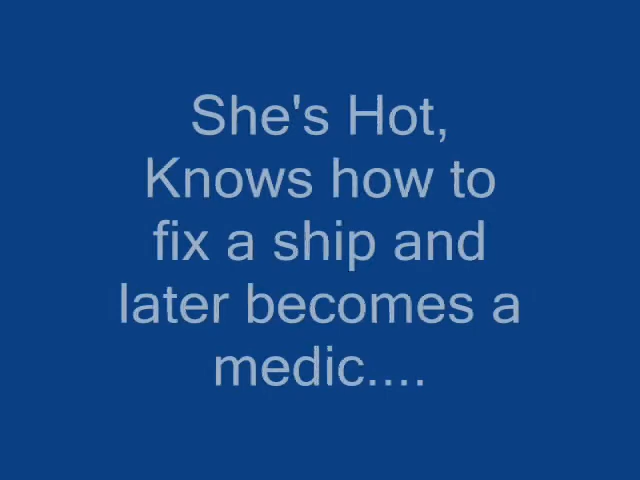 She's Hot,
Knows how to
fix a ship and
later becomes a
medic....